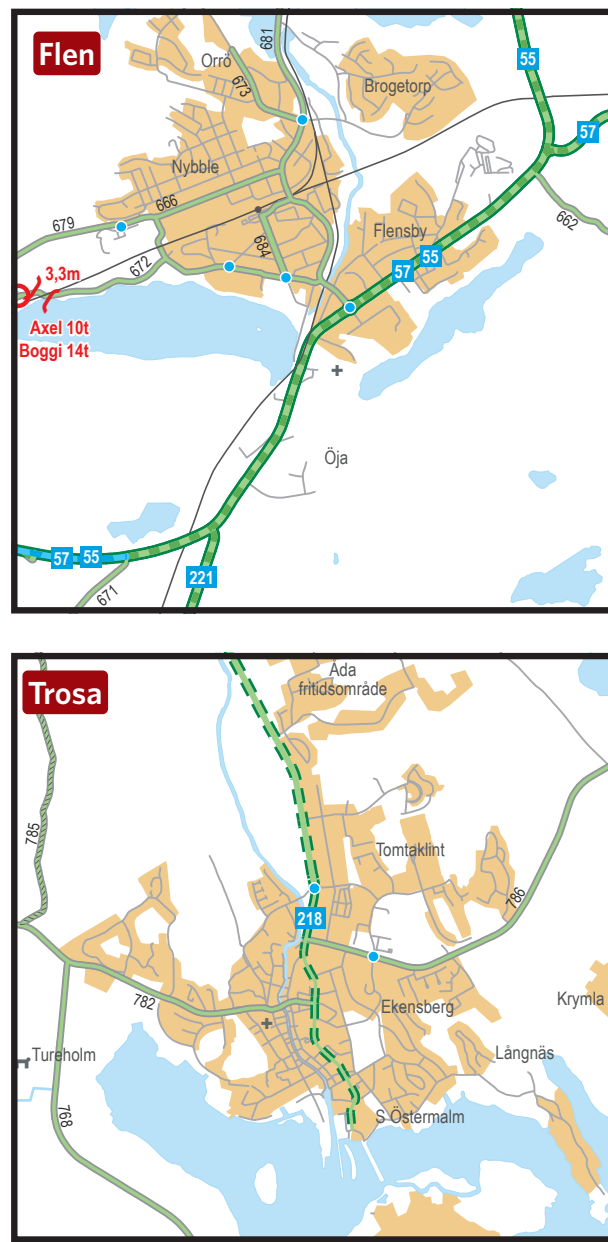 Flen
681
Orrö
673
Brogetorp
55
57
Nybble
666
679
662
Flensby
684
672
55
57
3,3m
Axel 10t
Boggi 14t
Öja
57
55
221
671
Trosa
Ada
fritidsområde
785
Tomtaklint
786
218
782
Ekensberg
Krymla
Tureholm
Långnäs
768
S Östermalm